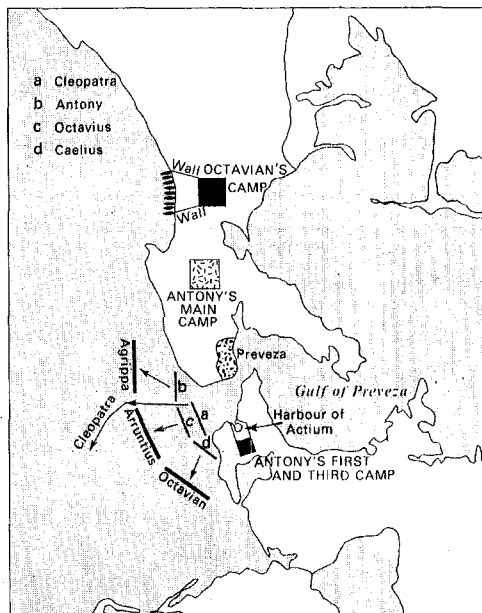 a Cleopatra
b Antony
c Octavius
d Caelius
Wall OCTAVIAN'S
CAMP
Wall
ANTONY'S
MAIN
CAMP
Preveza
Agrippa
b
Gulf of Preveza
Cleopatra
a
Harbour of
Actium
Arruntius
c
d
ANTONY'S FIRST
AND THIRD CAMP
Octavian